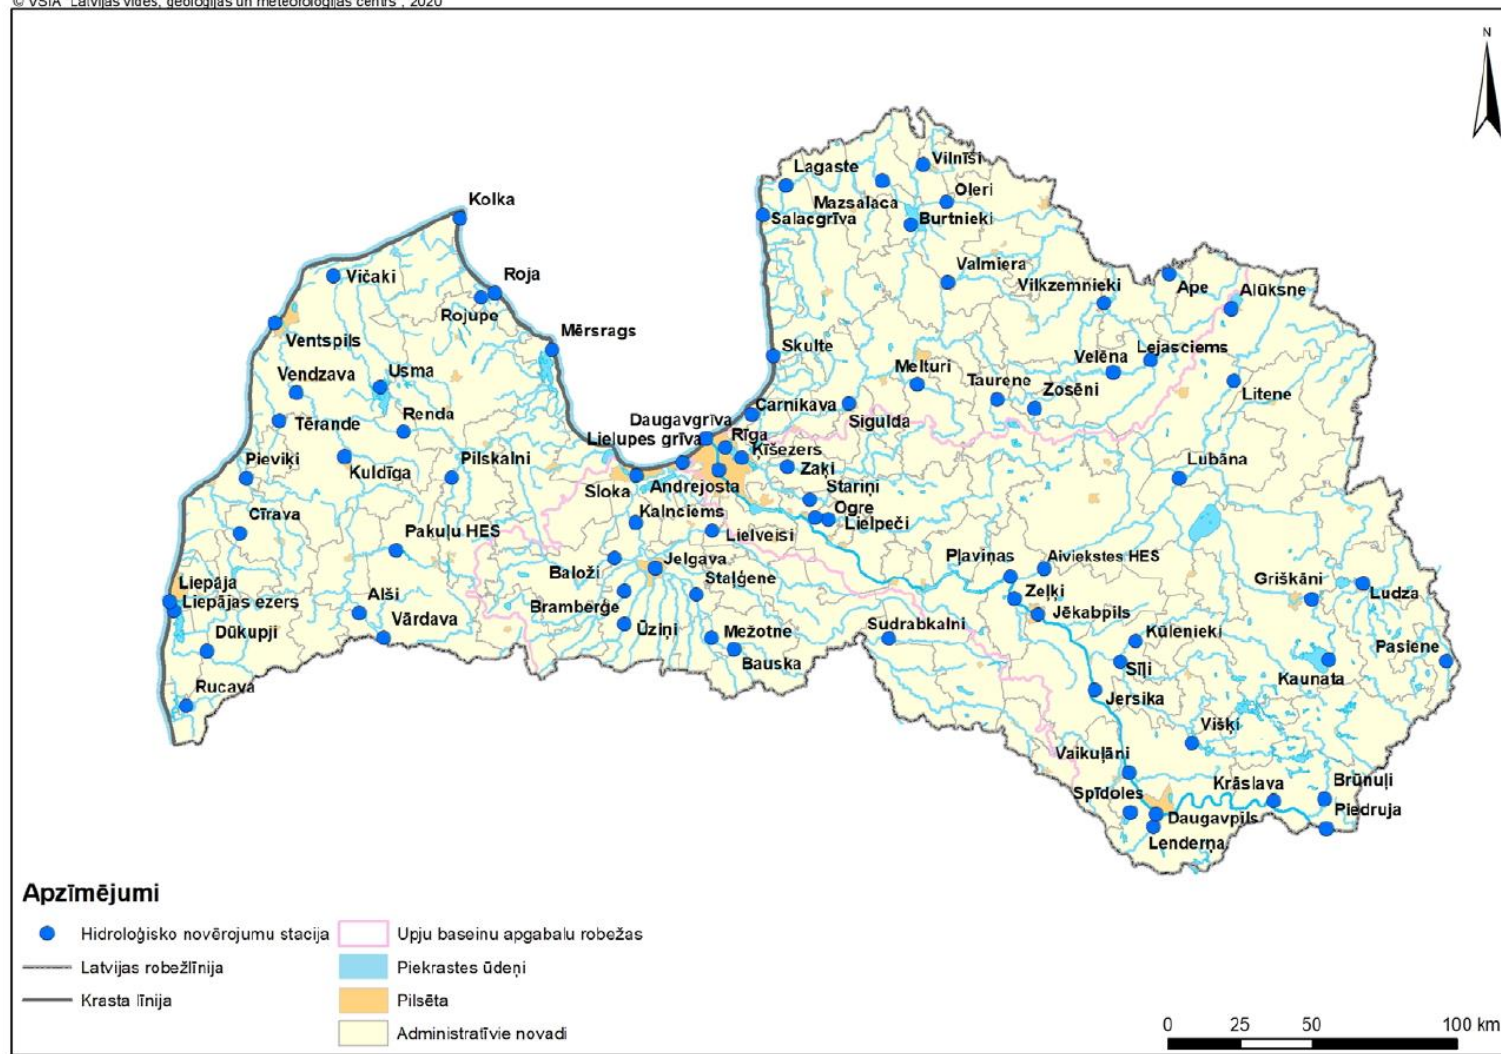 © VSIA "Latvijas vides, ģeoloģijas un meteoroloģijas centrs", 2020
N
Lagaste
Vilnīši
Mazsalaca
Oleri
Kolka
Salacgrīva
Burtnieki
Vičaki
Roja
Valmiera
Vilkzemnieki
Ape
Alūksne
Rojupe
Ventspils
Mērsrags
Skulte
Lejasciems
Velēna
Vendzava
Usma
Melturi
Taurene
Zosēni
Litene
Tērande
Renda
Daugavgrīva
Carnikava
Sigulda
Lielupes grīva
Rīga
Ķīšezers
Pieviķi
Kuldīga
Pilskalni
Zaķi
Lubāna
Sloka
Andrejosta
Stariņi
Cīrava
Kalnciems
Ogre
Lielpeči
Pakuļu HES
Lielveisi
Pļaviņas
Aiviekstes HES
Baloži
Jelgava
Liepāja
Staļģene
Griškāni
Ludza
Liepājas ezers
Alši
Bramberģe
Zeļķi
Jēkabpils
Vārdava
Sudrabkalni
Dūkupji
Ūziņi
Mežotne
Kūlenieki
Pasiene
Bauska
Sīļi
Kaunata
Rucava
Jersika
Višķi
Vaikuļāni
Spīdoles
Krāslava
Brūnuļi
Daugavpils
Piedruja
Lenderņa
Apzīmējumi
Hidroloģisko novērojumu stacija
Upju baseinu apgabalu robežas
Latvijas robežlīnija
Piekrastes ūdeņi
Krasta līnija
Pilsēta
Administratīvie novadi
0 25 50 100 km